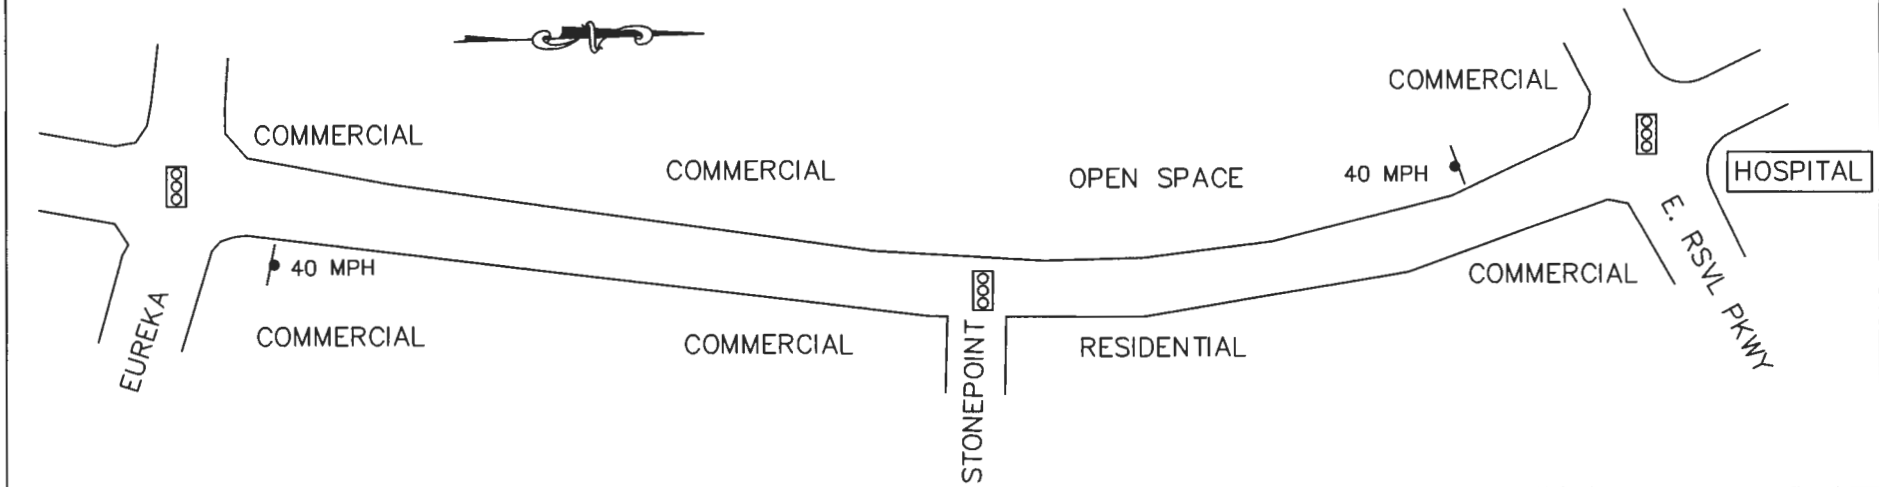 COMMERCIAL
COMMERCIAL
COMMERCIAL
OPEN SPACE
40 MPH
HOSPITAL
40 MPH
COMMERCIAL
EUREKA
COMMERCIAL
COMMERCIAL
STONEPOINT
RESIDENTIAL
E. RSVL PKWY